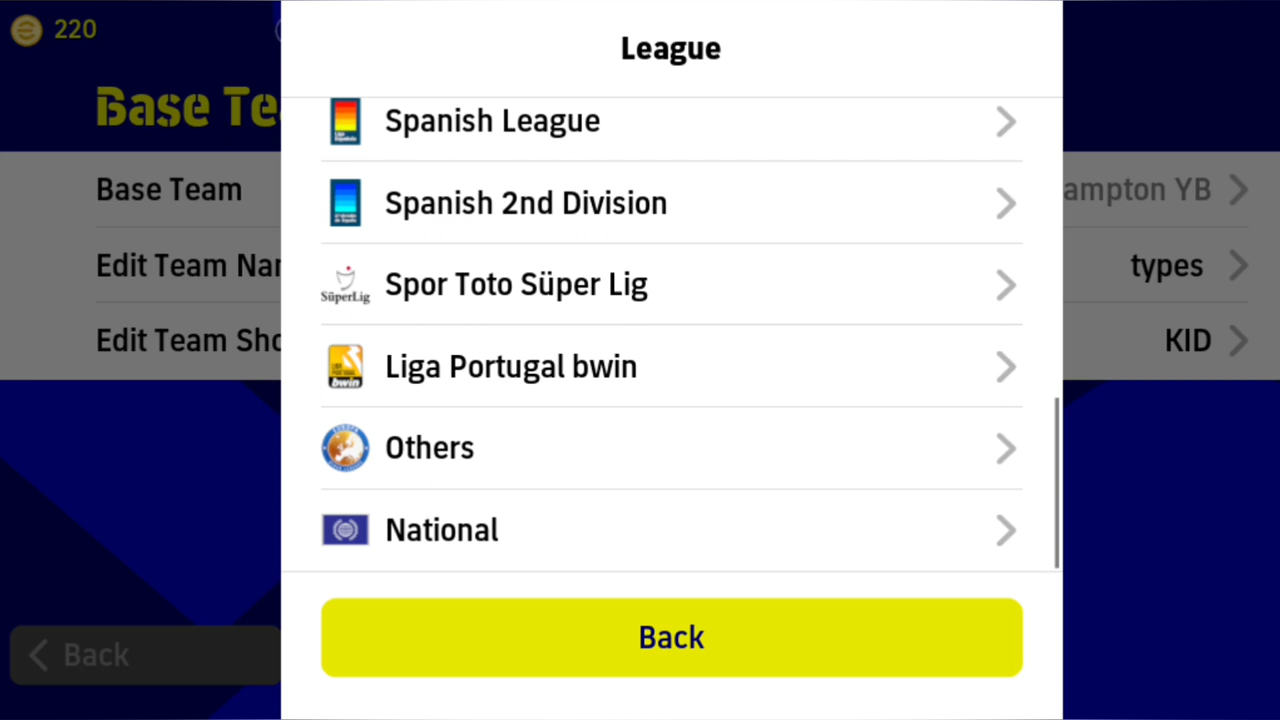 220
League
Base Te
Spanish League
Base Team
ampton YB
Spanish 2nd Division
Edit Team Nar
types
SüperLig
Spor Toto Süper Lig
Edit Team Sho
KID
bwin
Liga Portugal bwin
Others
National
Back
Back